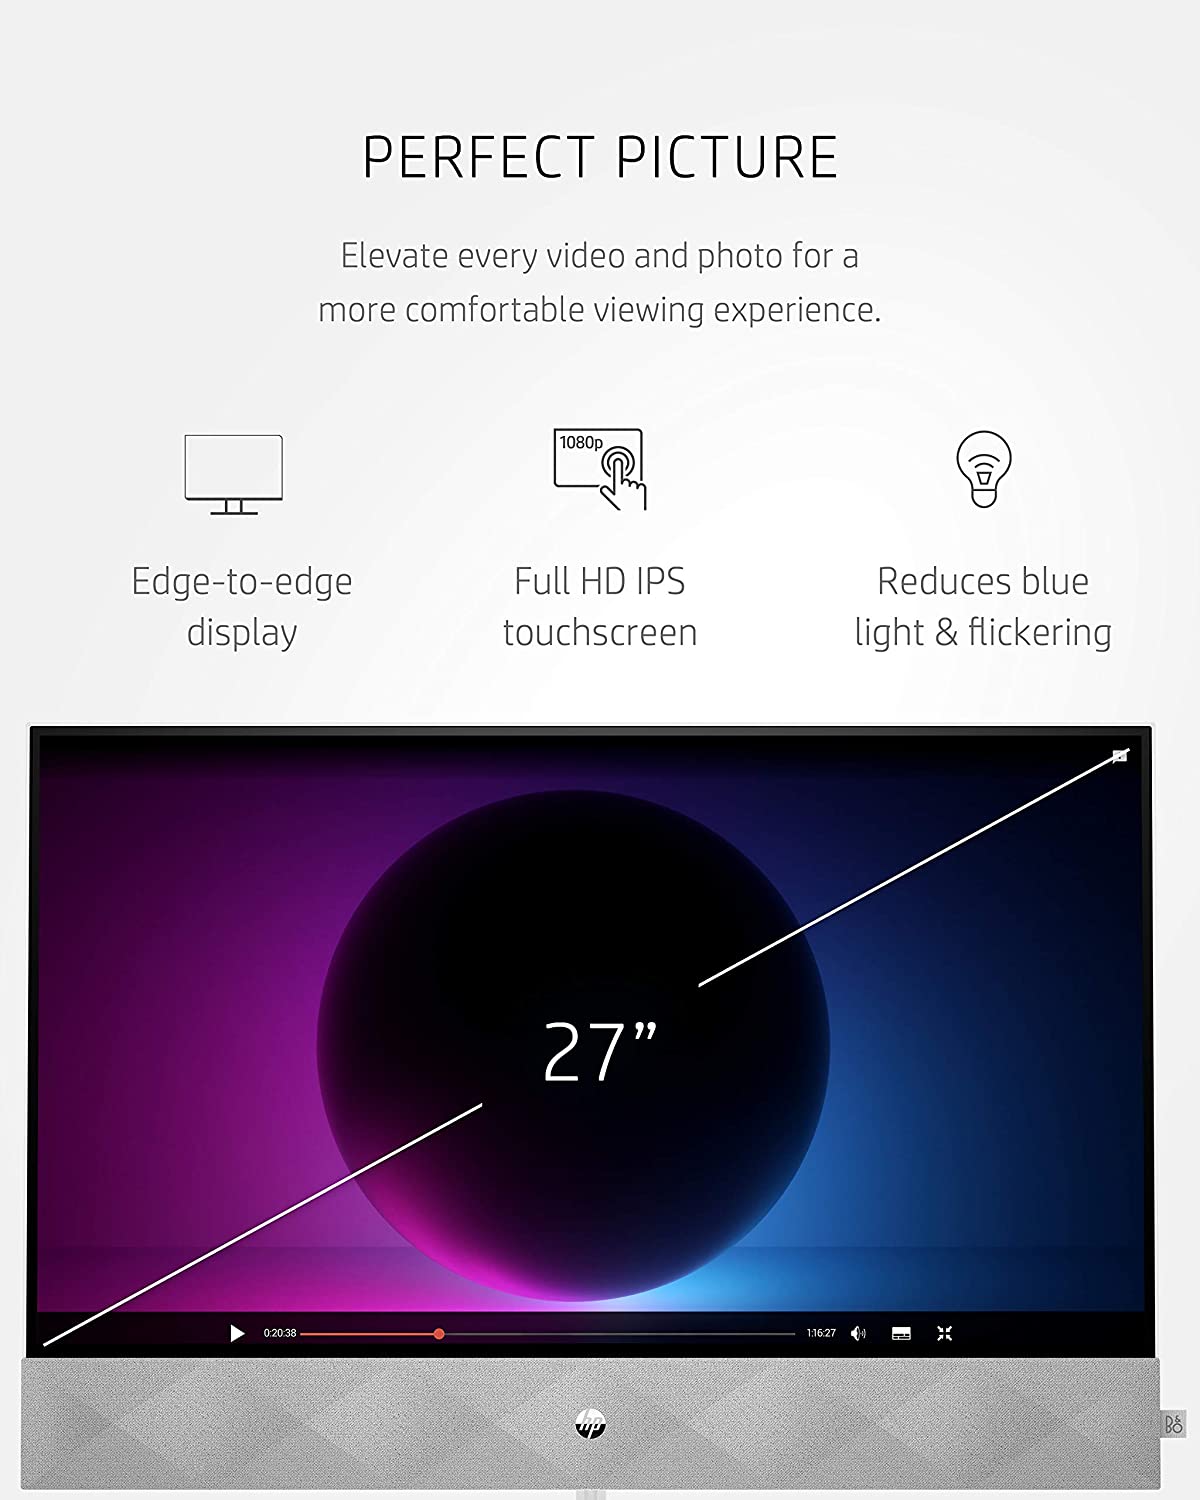 PERFECT PICTURE
Elevate every video and photo for a
more comfortable viewing experience.
1080p
Edge-to-edge
display
Full HD IPS
touchscreen
Reduces blue
light & flickering
27”
0:20:38
1:16:27
hp
B&O